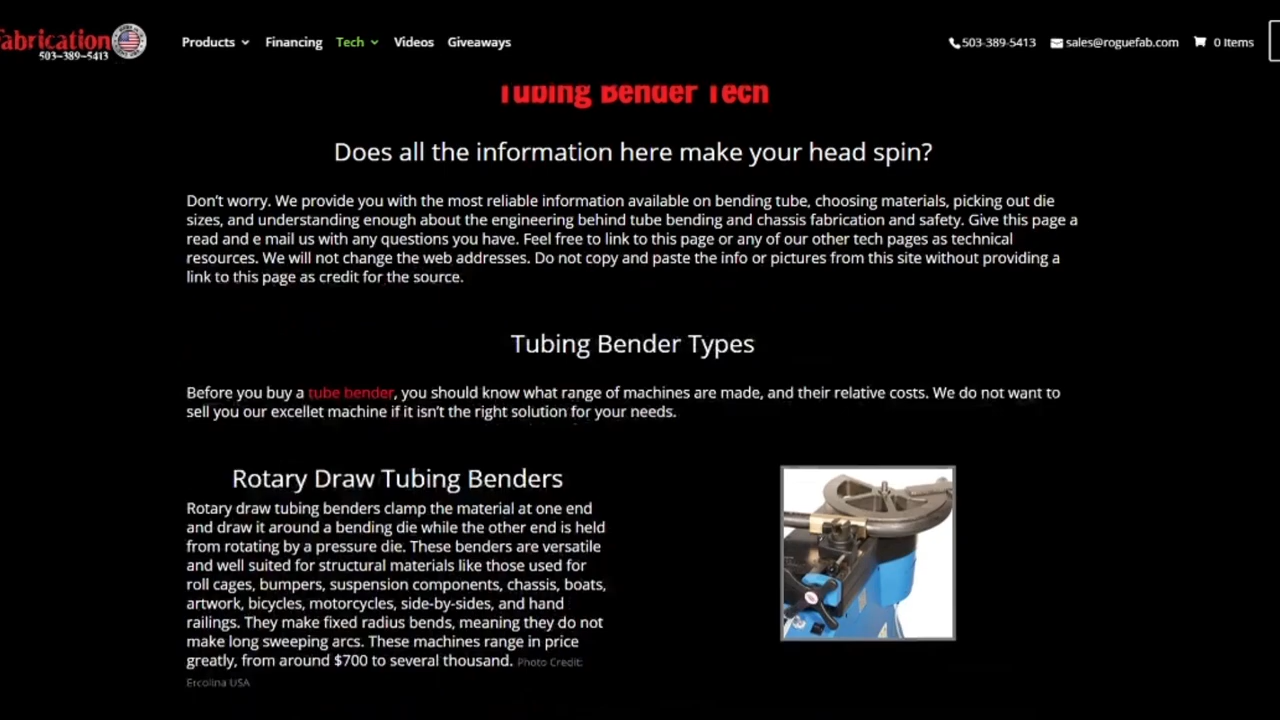 abrication
503-389-5413
Products
Financing
Tech
Videos
Giveaways
503-389-5413
sales@roguefab.com
0 Items
Tubing Bender Tech
Does all the information here make your head spin?
Don't worry. We provide you with the most reliable information available on bending tube, choosing materials, picking out die
sizes, and understanding enough about the engineering behind tube bending and chassis fabrication and safety. Give this page a
read and e mail us with any questions you have. Feel free to link to this page or any of our other tech pages as technical
resources. We will not change the web addresses. Do not copy and paste the info or pictures from this site without providing a
link to this page as credit for the source.
Tubing Bender Types
Before you buy a tube bender, you should know what range of machines are made, and their relative costs. We do not want to
sell you our excellet machine if it isn't the right solution for your needs.
Rotary Draw Tubing Benders
Rotary draw tubing benders clamp the material at one end
and draw it around a bending die while the other end is held
from rotating by a pressure die. These benders are versatile
and well suited for structural materials like those used for
roll cages, bumpers, suspension components, chassis, boats,
artwork, bicycles, motorcycles, side-by-sides, and hand
railings. They make fixed radius bends, meaning they do not
make long sweeping arcs. These machines range in price
greatly, from around $700 to several thousand. Photo Credit:
Ercolina USA